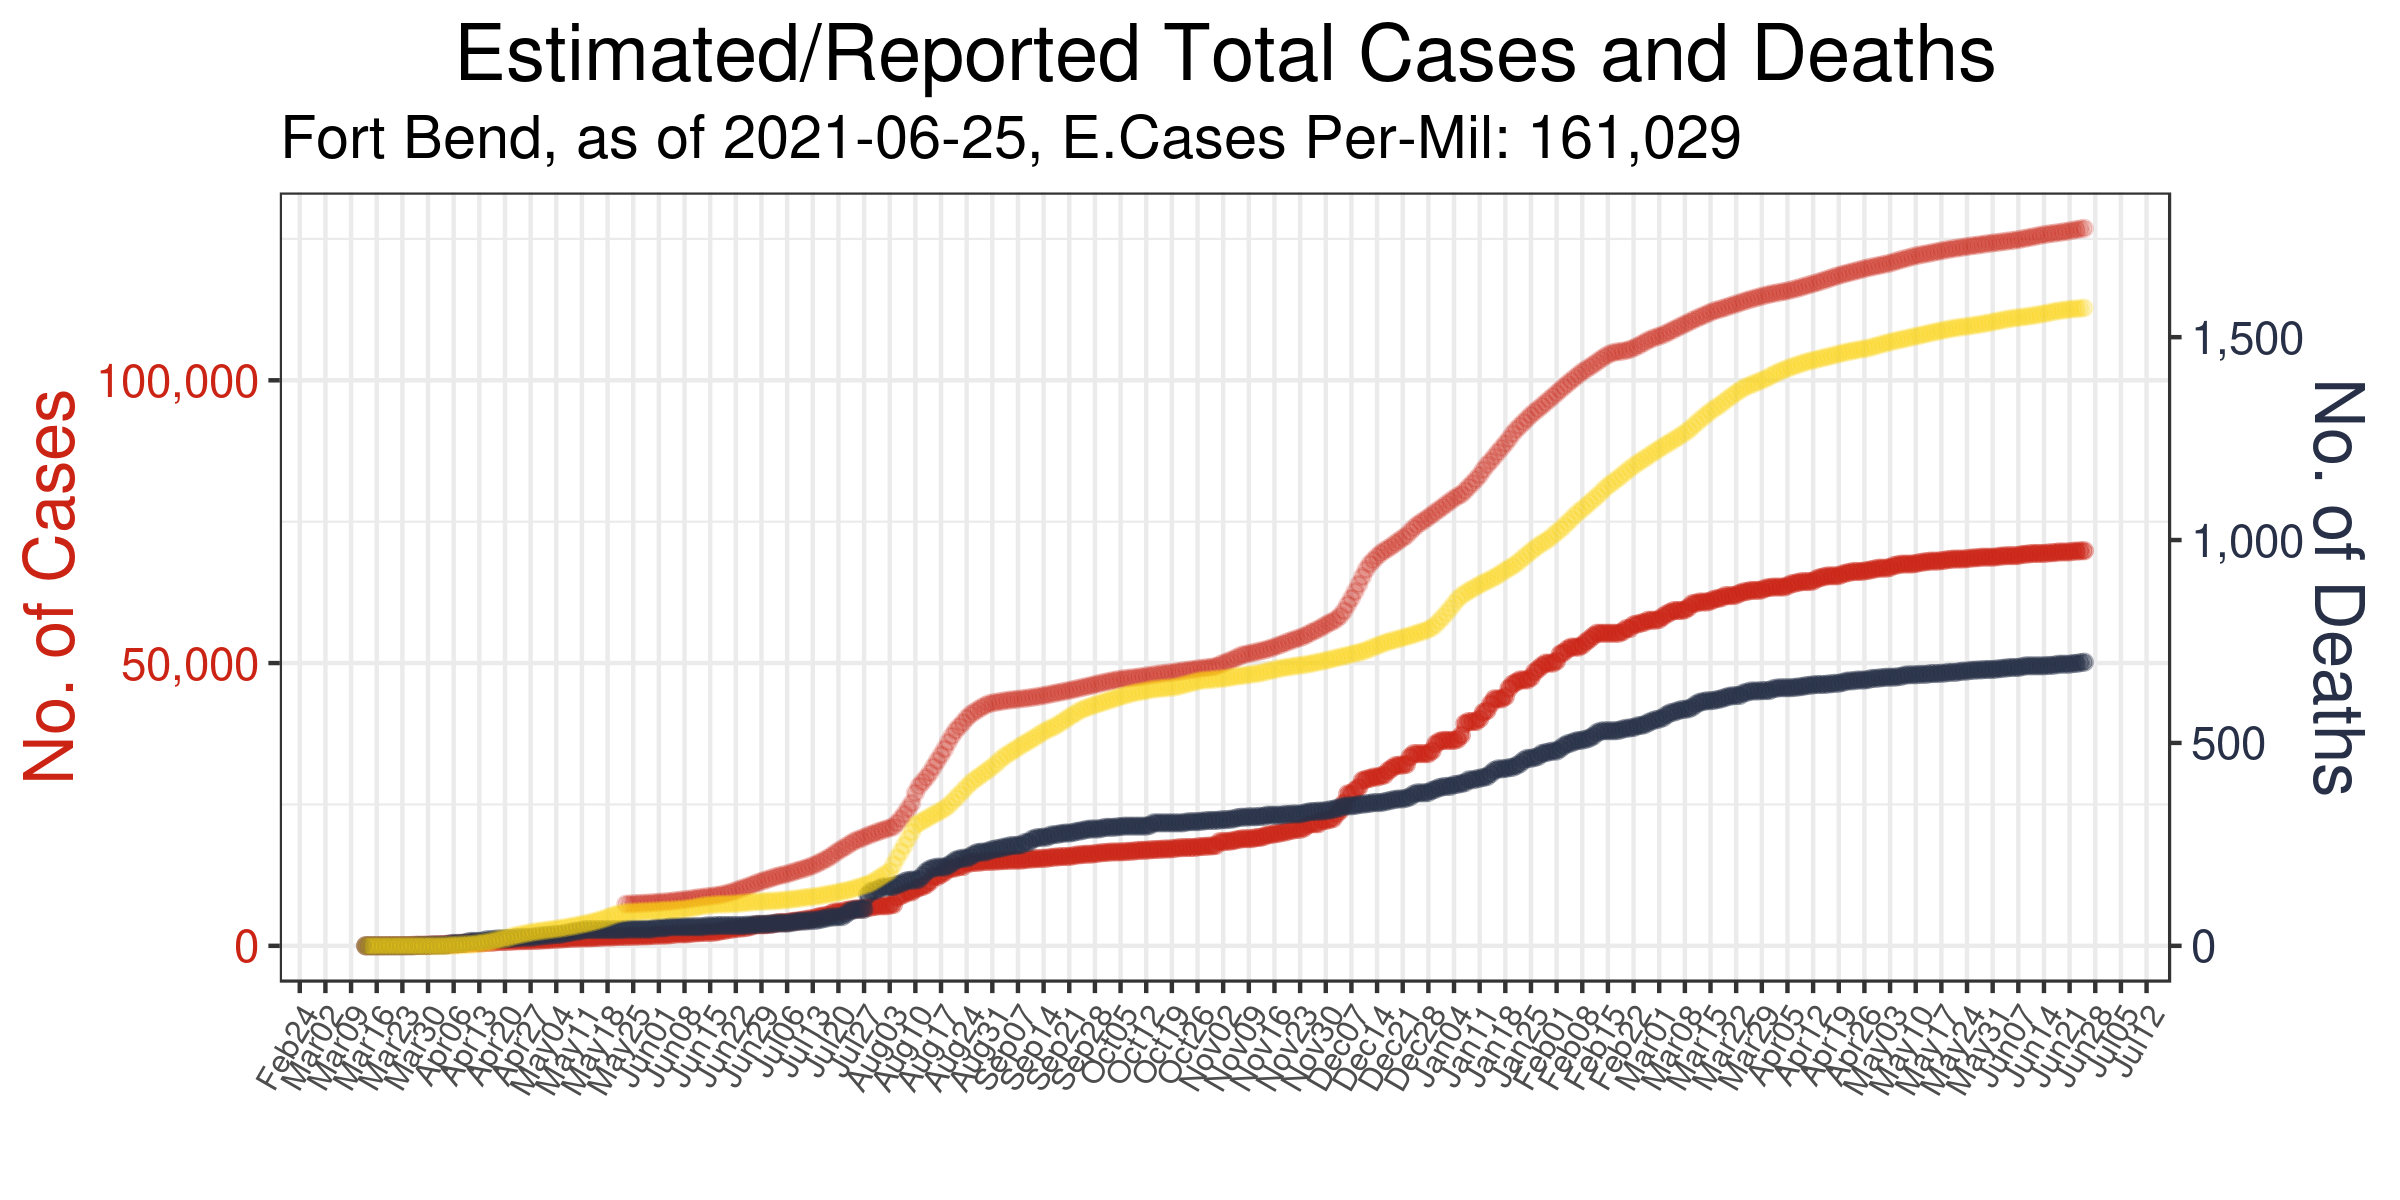 Estimated/Reported Total Cases and Deaths
Fort Bend, as of 2021-06-25, E.Cases Per-Mil: 161,029
No. of Cases
100,000
50,000
0
1,500
1,000
500
0
No. of Deaths
Feb24
Mar02
Mar09
Mar16
Mar23
Mar30
Apr06
Apr13
Apr20
Apr27
May04
May11
May18
May25
Jun01
Jun08
Jun15
Jun22
Jun29
Jul06
Jul13
Jul20
Jul27
Aug03
Aug10
Aug17
Aug24
Aug31
Sep07
Sep14
Sep21
Sep28
Oct05
Oct12
Oct19
Oct26
Nov02
Nov09
Nov16
Nov23
Nov30
Dec07
Dec14
Dec21
Dec28
Jan04
Jan11
Jan18
Jan25
Feb01
Feb08
Feb15
Feb22
Mar01
Mar08
Mar15
Mar22
Mar29
Apr05
Apr12
Apr19
Apr26
May03
May10
May17
May24
May31
Jun07
Jun14
Jun21
Jun28
Jul05
Jul12